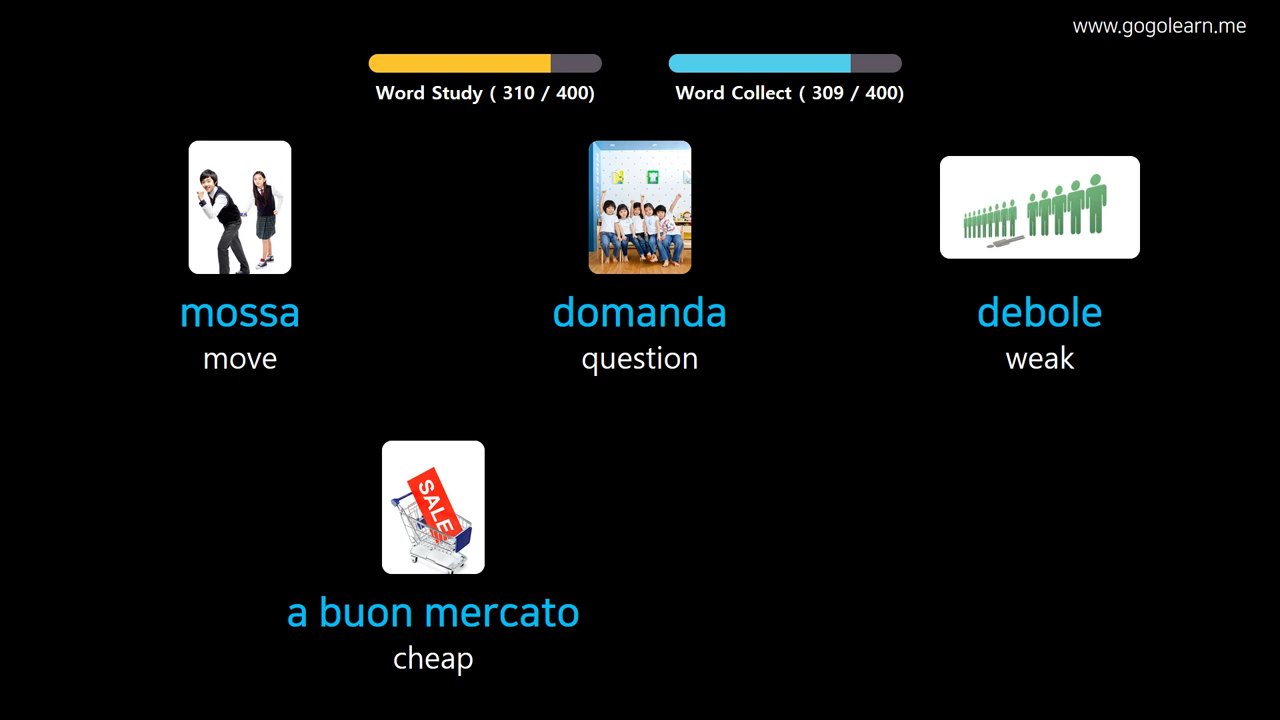 www.gogolearn.me
Word Study ( 310 / 400)
Word Collect ( 309 / 400)
mossa
move
domanda
question
debole
weak
SALE
a buon mercato
cheap